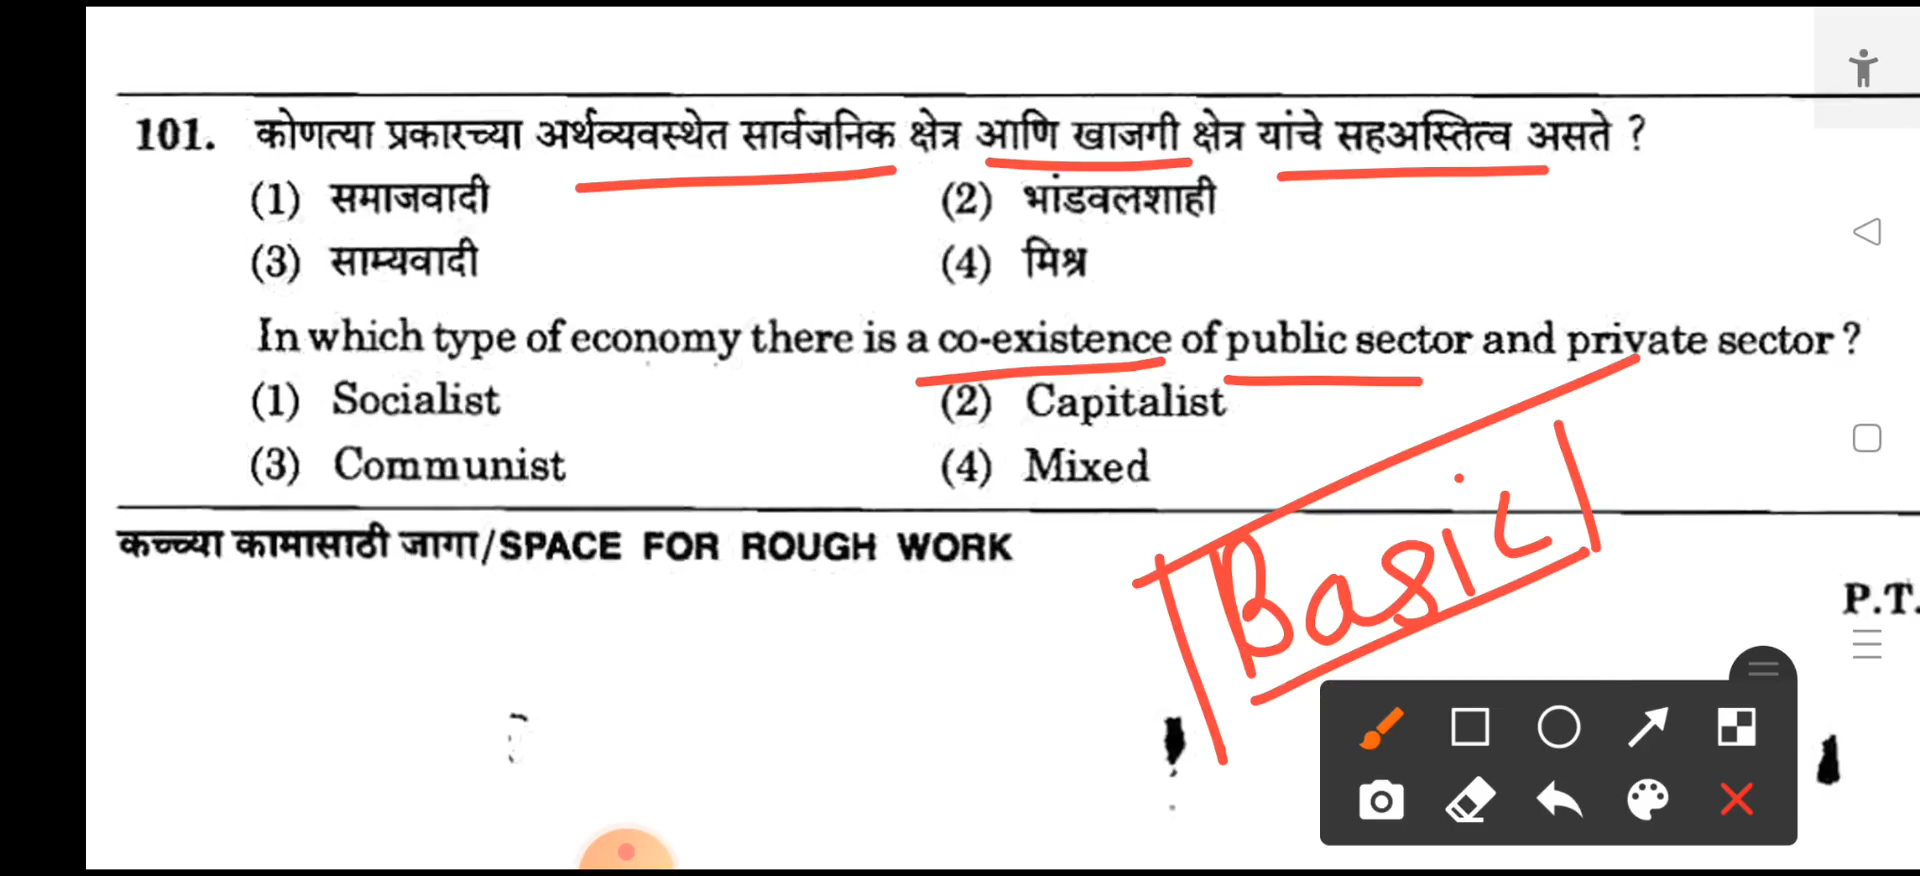 101. कोणत्या प्रकारच्या अर्थव्यवस्थेत सार्वजनिक क्षेत्र आणि खाजगी क्षेत्र यांचे सहअस्तित्व असते ?
(1) समाजवादी (2) भांडवलशाही
(3) साम्यवादी (4) मिश्र
In which type of economy there is a co-existence of public sector and private sector ?
(1) Socialist (2) Capitalist
(3) Communist (4) Mixed
कच्च्या कामासाठी जागा/SPACE FOR ROUGH WORK
Basic
P.T.